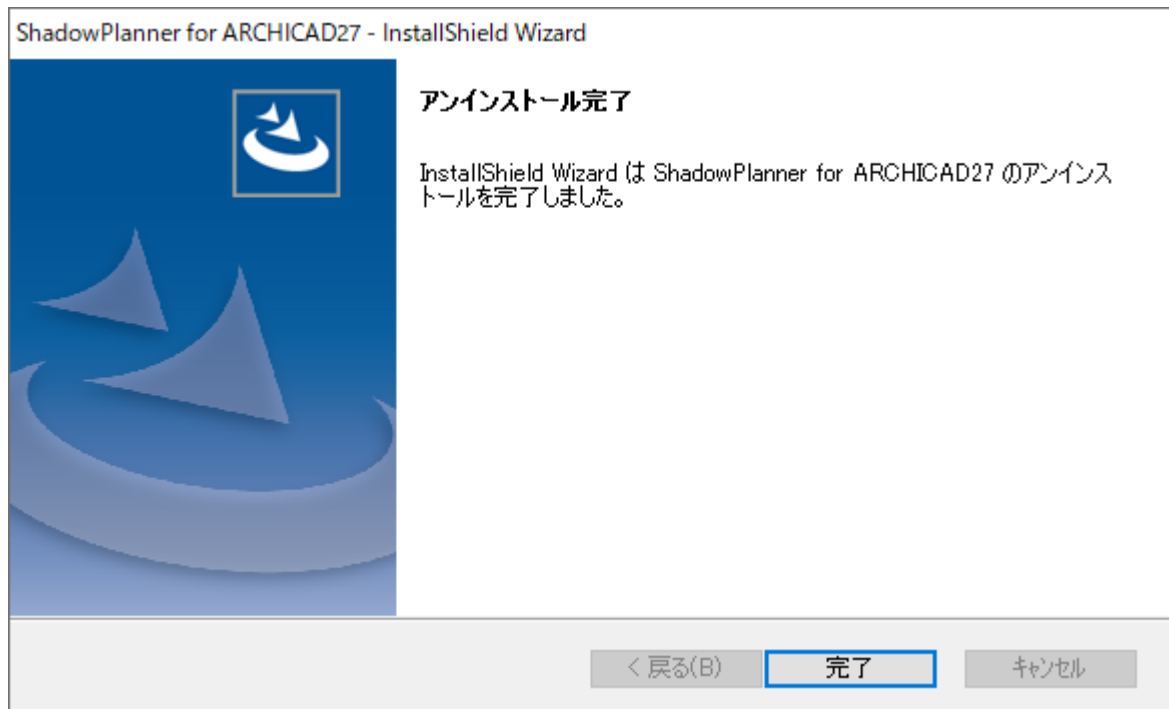 ShadowPlanner for ARCHICAD27 - InstallShield Wizard
アンインストール完了
InstallShield Wizard は ShadowPlanner for ARCHICAD27 のアンインス
トールを完了しました。
< 戻る(B)
完了
キャンセル